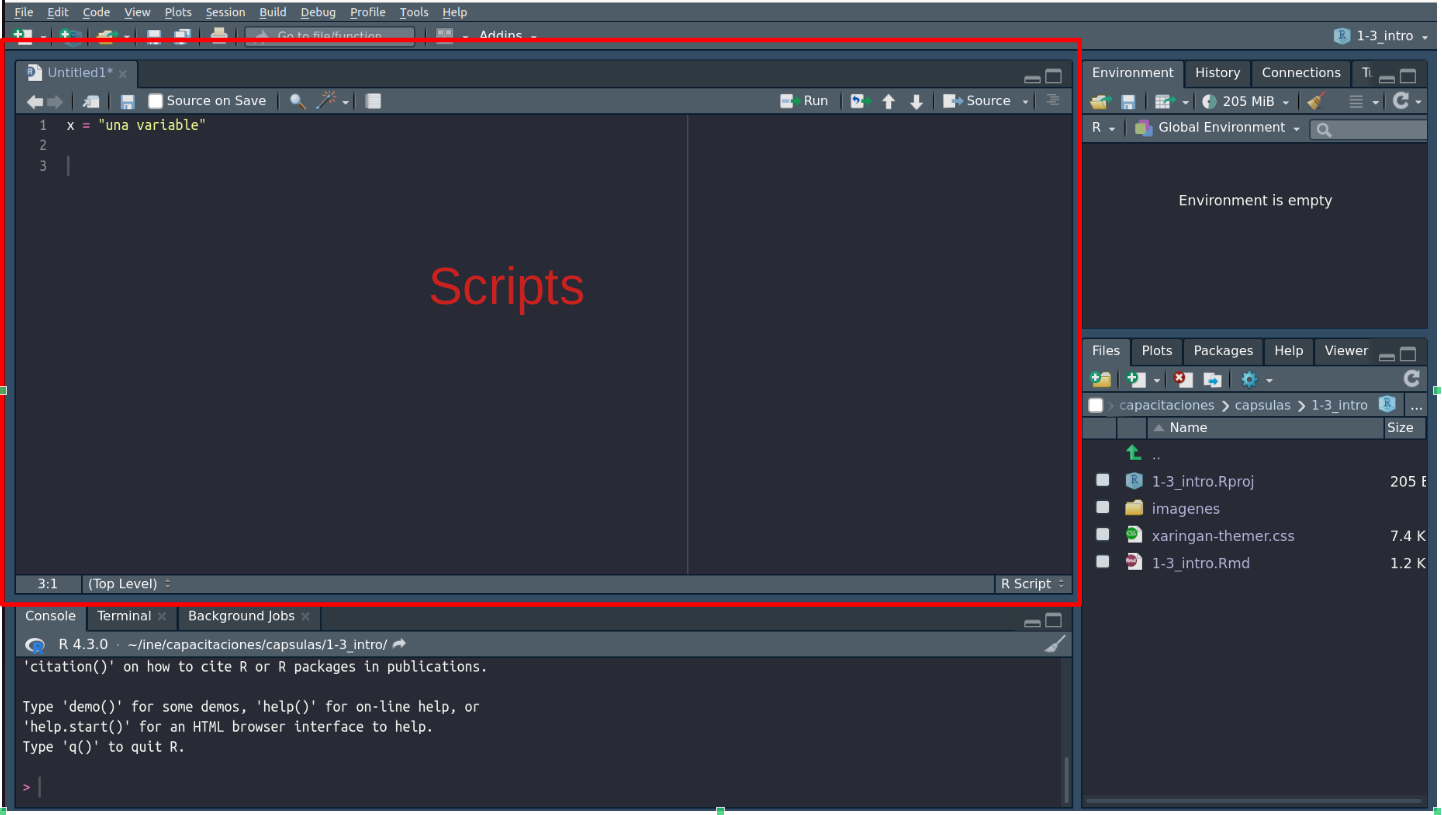 File Edit Code View Plots Session Build Debug Profile Tools Help
Go to file/function Addins 1-3_intro
Untitled1*
Source on Save Run Source
1 x = "una variable"
2
3
Scripts
3:1 (Top Level) R Script
Console Terminal Background Jobs
R 4.3.0 · ~/ine/capacitaciones/capsulas/1-3_intro/
'citation()' on how to cite R or R packages in publications.
Type 'demo()' for some demos, 'help()' for on-line help, or
'help.start()' for an HTML browser interface to help.
Type 'q()' to quit R.
>
Environment History Connections
205 MiB
R Global Environment
Environment is empty
Files Plots Packages Help Viewer
capacitaciones capsulas 1-3_intro R ...
Name Size
..
1-3_intro.Rproj 205
imagenes
xaringan-themer.css 7.4 K
1-3_intro.Rmd 1.2 K